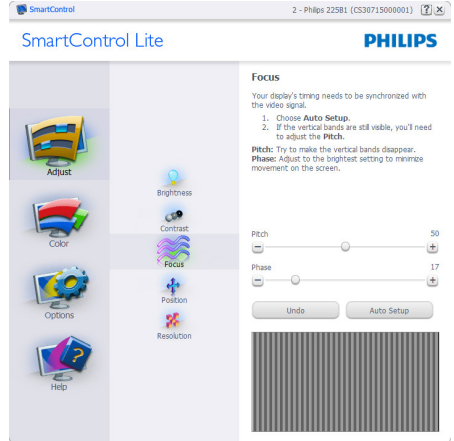 SmartControl
2 - Philips 225B1 (CS30715000001)
?
SmartControl Lite
PHILIPS
Adjust
Color
Options
Help
Brightness
Contrast
Focus
Position
Resolution
Focus
Your display's timing needs to be synchronized with
the video signal.
1. Choose Auto Setup.
2. If the vertical bands are still visible, you'll need
to adjust the Pitch.
Pitch: Try to make the vertical bands disappear.
Phase: Adjust to the brightest setting to minimize
movement on the screen.
Pitch 50
Phase 17
Undo Auto Setup